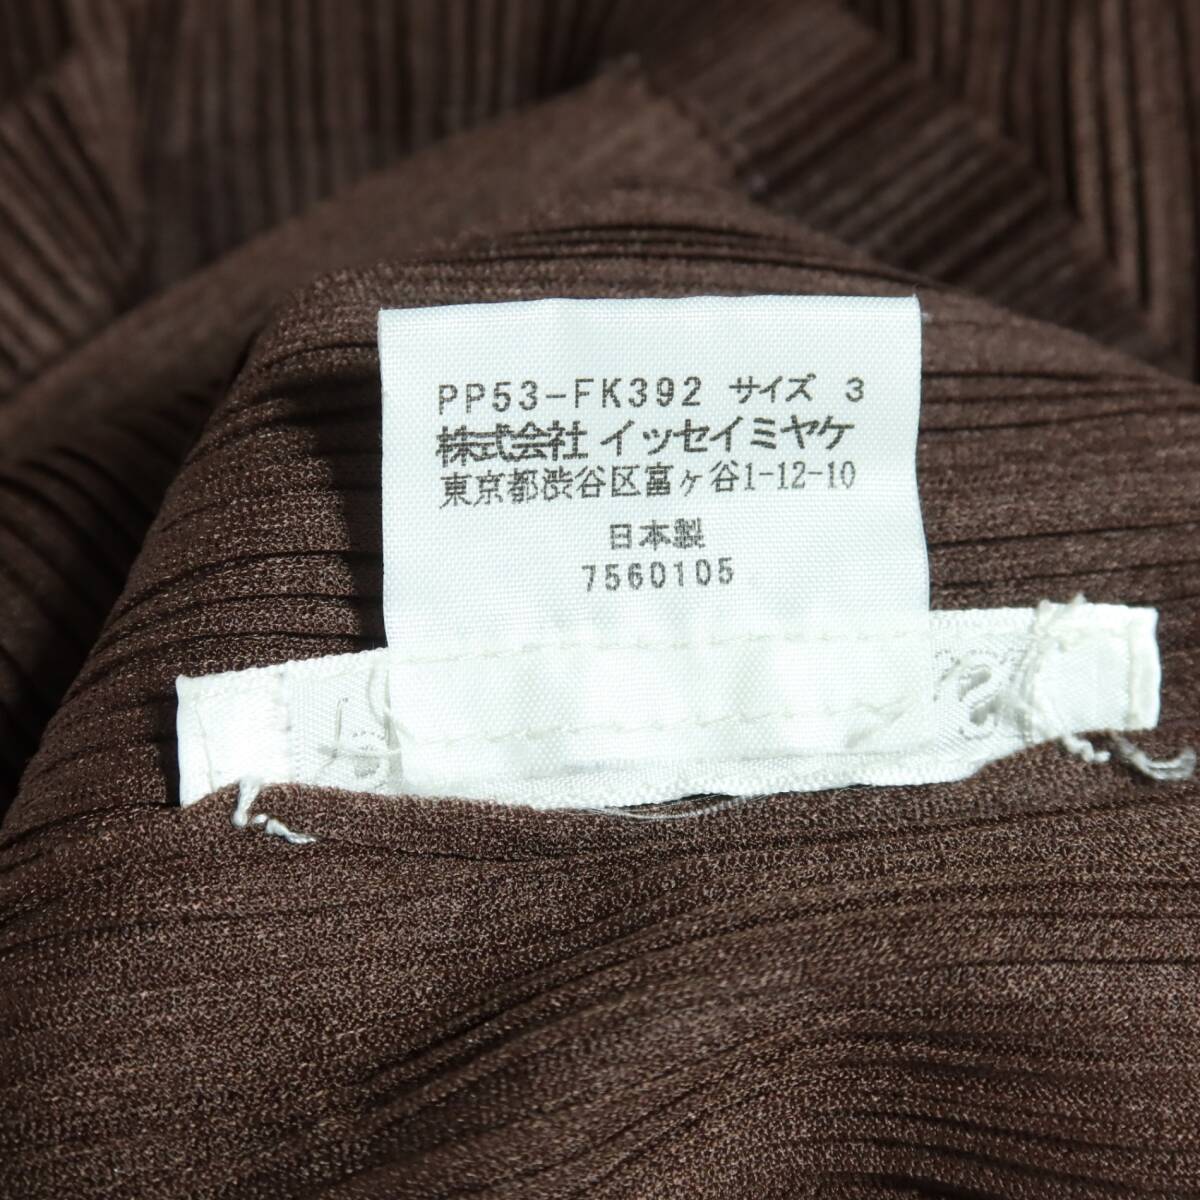 PP53-FK392 サイズ 3
株式会社 イッセイミヤケ
東京都渋谷区富ヶ谷1-12-10
日本製
7560105